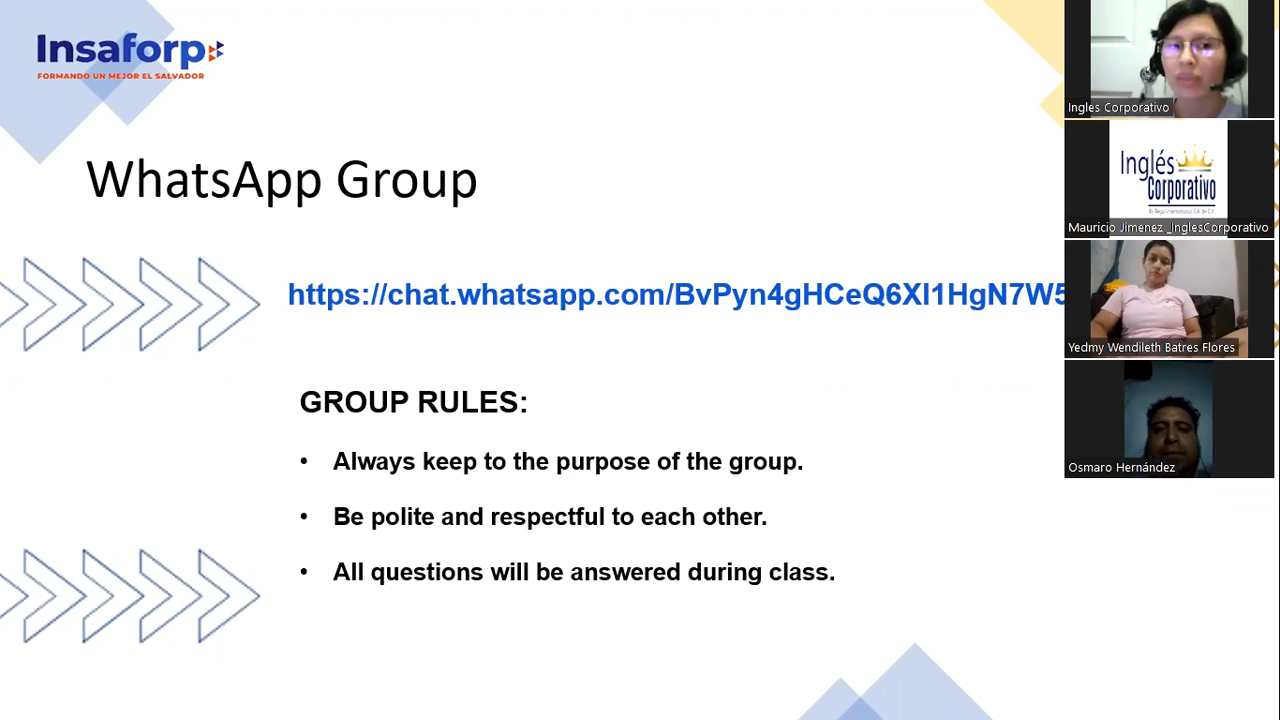 Insaforp
FORMANDO UN MEJOR EL SALVADOR
WhatsApp Group
https://chat.whatsapp.com/BvPyn4gHCeQ6XI1HgN7W5
GROUP RULES:
• Always keep to the purpose of the group.
• Be polite and respectful to each other.
• All questions will be answered during class.
Ingles Corporativo
Inglés
Corporativo
Mauricio Jimenez _InglesCorporativo
Yedmy Wendileth Batres Flores
Osmaro Hernández